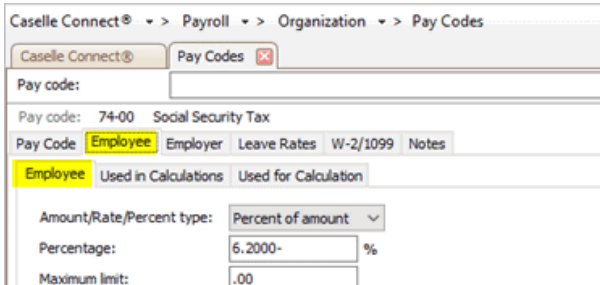 Caselle Connect® > Payroll > Organization > Pay Codes
Caselle Connect® Pay Codes
Pay code:
Pay code: 74-00 Social Security Tax
Pay Code Employee Employer Leave Rates W-2/1099 Notes
Employee Used in Calculations Used for Calculation
Amount/Rate/Percent type: Percent of amount
Percentage: 6.2000- %
Maximum limit: .00